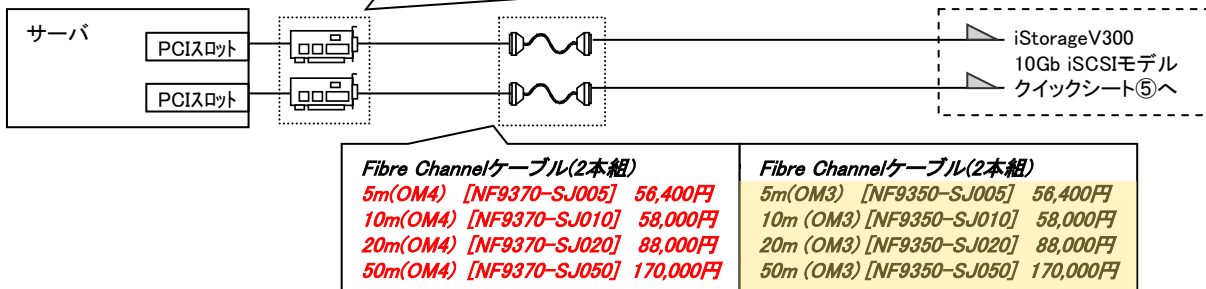 サーバ
PCIスロット
PCIスロット
iStorageV300
10Gb iSCSIモデル
クイックシート⑤へ
Fibre Channelケーブル(2本組)
5m(OM4) [NF9370-SJ005] 56,400円
10m(OM4) [NF9370-SJ010] 58,000円
20m(OM4) [NF9370-SJ020] 88,000円
50m(OM4) [NF9370-SJ050] 170,000円
Fibre Channelケーブル(2本組)
5m(OM3) [NF9350-SJ005] 56,400円
10m (OM3) [NF9350-SJ010] 58,000円
20m (OM3) [NF9350-SJ020] 88,000円
50m (OM3) [NF9350-SJ050] 170,000円